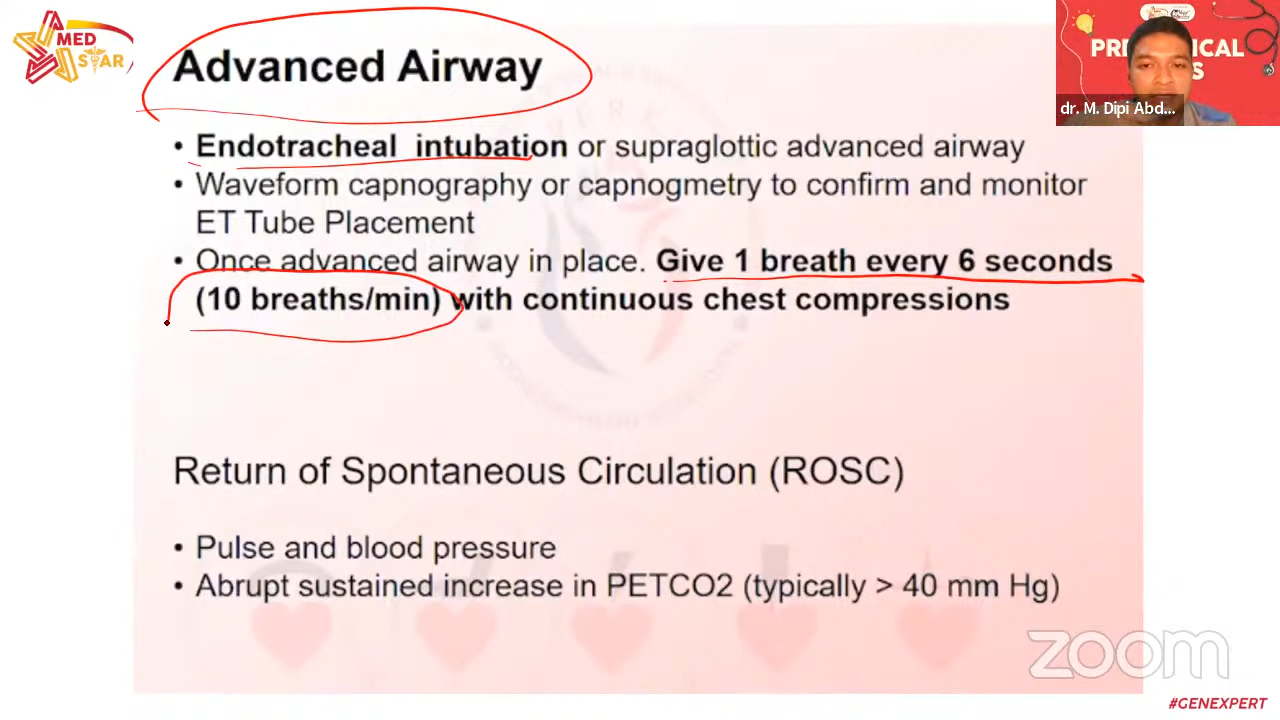 MED
STAR
Advanced Airway
PRE
ICAL
S
dr. M. Dipi Abd...
• Endotracheal intubation or supraglottic advanced airway
• Waveform capnography or capnogmetry to confirm and monitor
ET Tube Placement
• Once advanced airway in place. Give 1 breath every 6 seconds
(10 breaths/min) with continuous chest compressions
Return of Spontaneous Circulation (ROSC)
• Pulse and blood pressure
• Abrupt sustained increase in PETCO2 (typically > 40 mm Hg)
zoom
#GENEXPERT